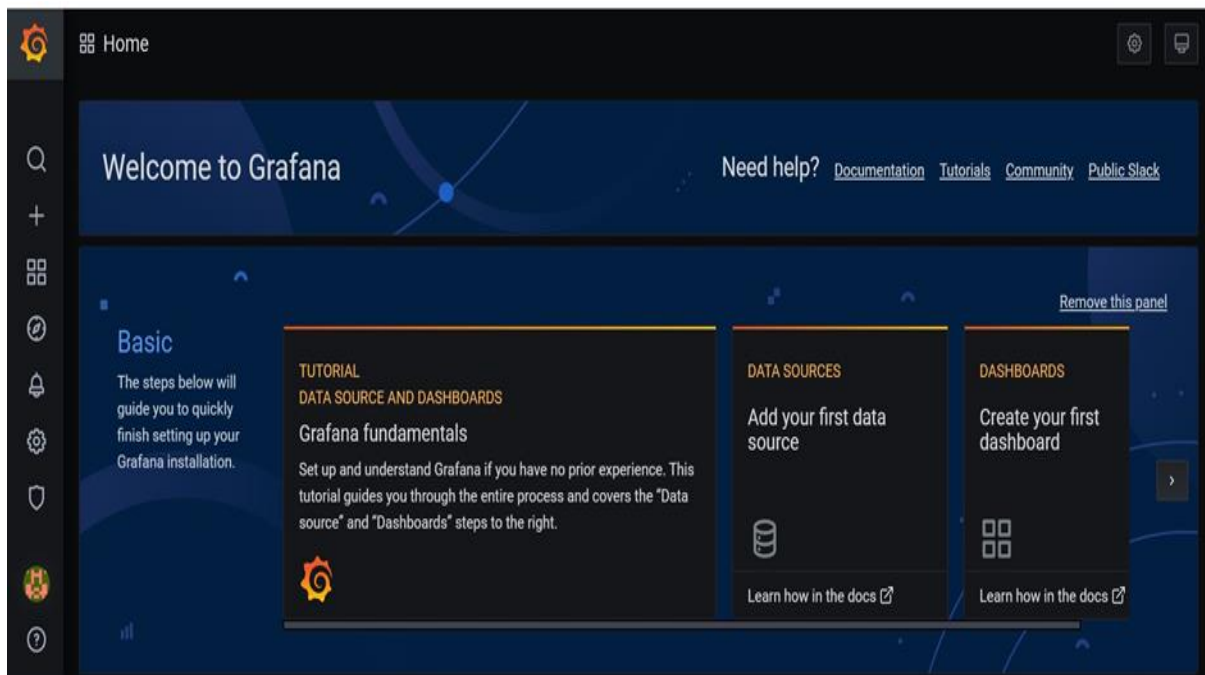 Home
Welcome to Grafana
Need help? Documentation Tutorials Community Public Slack
Remove this panel
Basic
The steps below will
guide you to quickly
finish setting up your
Grafana installation.
TUTORIAL
DATA SOURCE AND DASHBOARDS
Grafana fundamentals
Set up and understand Grafana if you have no prior experience. This
tutorial guides you through the entire process and covers the "Data
source" and "Dashboards" steps to the right.
DATA SOURCES
Add your first data
source
Learn how in the docs
DASHBOARDS
Create your first
dashboard
Learn how in the docs